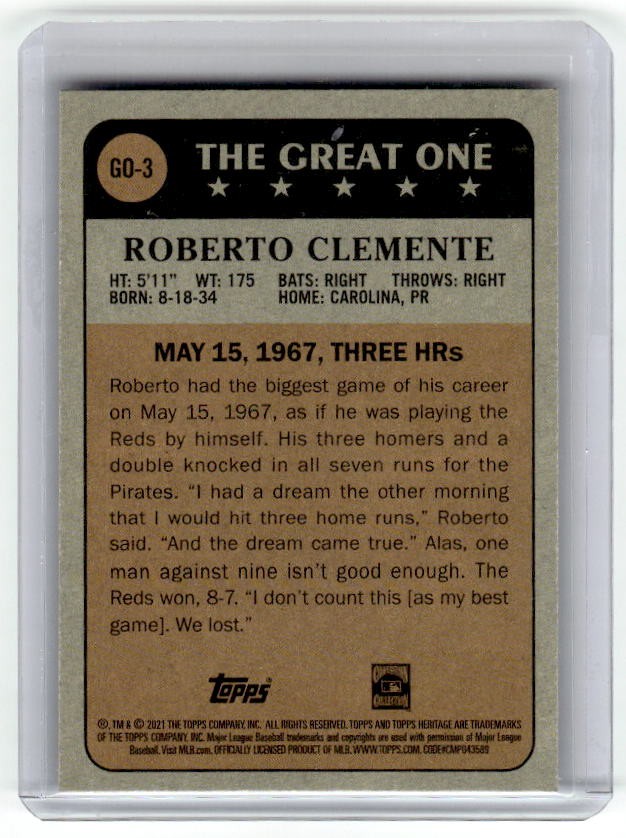 GO-3
THE GREAT ONE
ROBERTO CLEMENTE
HT: 5'11" WT: 175 BATS: RIGHT THROWS: RIGHT
BORN: 8-18-34 HOME: CAROLINA, PR
MAY 15, 1967, THREE HRs
Roberto had the biggest game of his career
on May 15, 1967, as if he was playing the
Reds by himself. His three homers and a
double knocked in all seven runs for the
Pirates. “I had a dream the other morning
that I would hit three home runs,” Roberto
said. “And the dream came true.” Alas, one
man against nine isn’t good enough. The
Reds won, 8-7. “I don’t count this [as my best
game]. We lost.”
Topps®
COOPERSTOWN
COLLECTION
®, TM & © 2021 THE TOPPS COMPANY, INC. ALL RIGHTS RESERVED. TOPPS AND TOPPS HERITAGE ARE TRADEMARKS
OF THE TOPPS COMPANY, INC. Major League Baseball trademarks and copyrights are used with permission of Major League
Baseball. Visit MLB.com. OFFICIALLY LICENSED PRODUCT OF MLB. WWW.TOPPS.COM. CODE#CMP043589